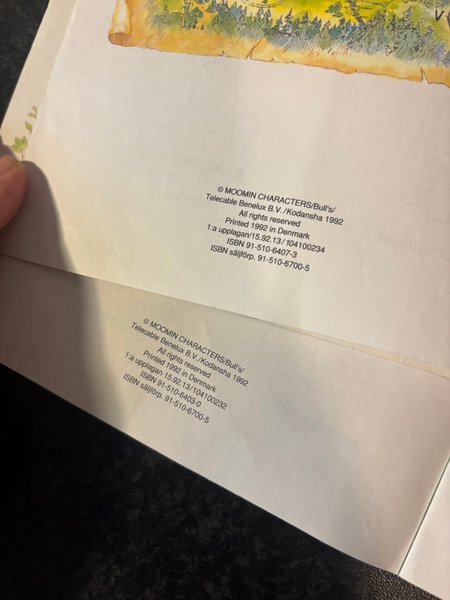 © MOOMIN CHARACTERS/Bull's/
Telecable Benelux B.V./Kodansha 1992
All rights reserved
Printed 1992 in Denmark
1:a upplagan/15.92.13/104100234
ISBN 91-510-6407-3
ISBN säljförp. 91-510-6700-5
© MOOMIN CHARACTERS/Bull's/
Telecable Benelux B.V./Kodansha 1992
All rights reserved
Printed 1992 in Denmark
1:a upplagan 15.92.13/104100232
ISBN 91-510-6403-0
ISBN säljförp. 91-510-6700-5